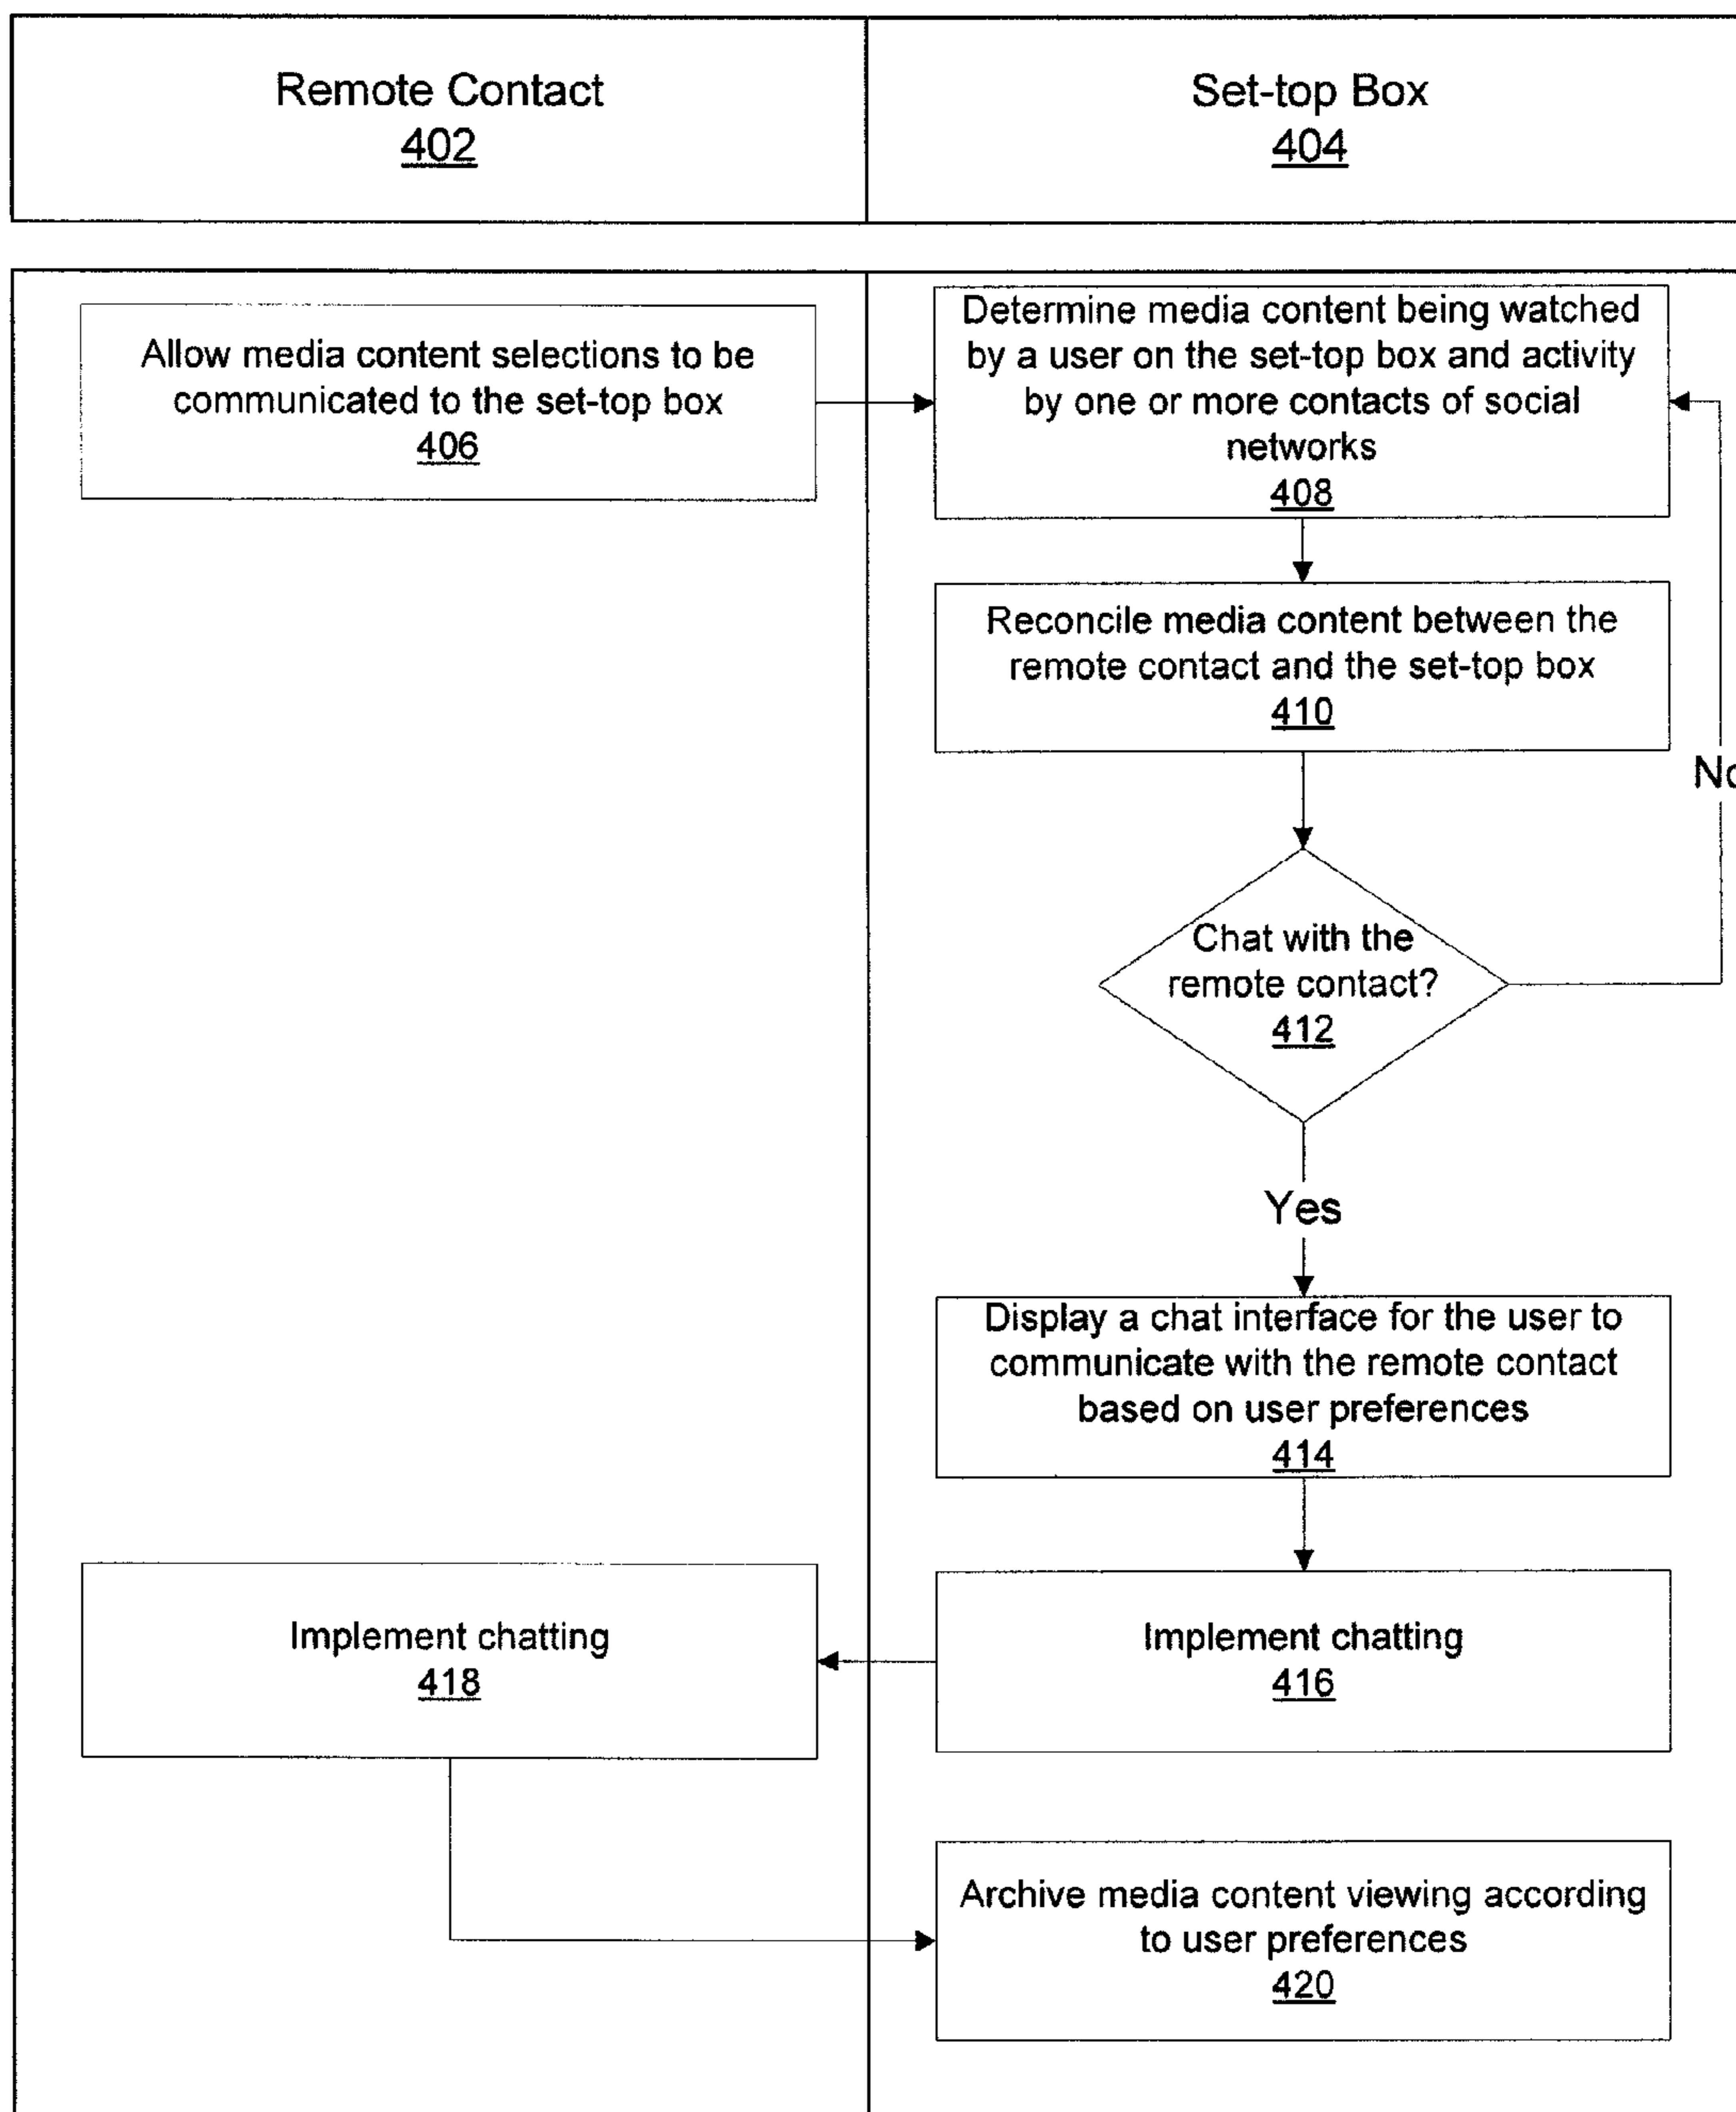 Remote Contact
402
Set-top Box
404
Allow media content selections to be
communicated to the set-top box
406
Determine media content being watched
by a user on the set-top box and activity
by one or more contacts of social
networks
408
Reconcile media content between the
remote contact and the set-top box
410
No
Chat with the
remote contact?
412
Yes
Display a chat interface for the user to
communicate with the remote contact
based on user preferences
414
Implement chatting
418
Implement chatting
416
Archive media content viewing according
to user preferences
420